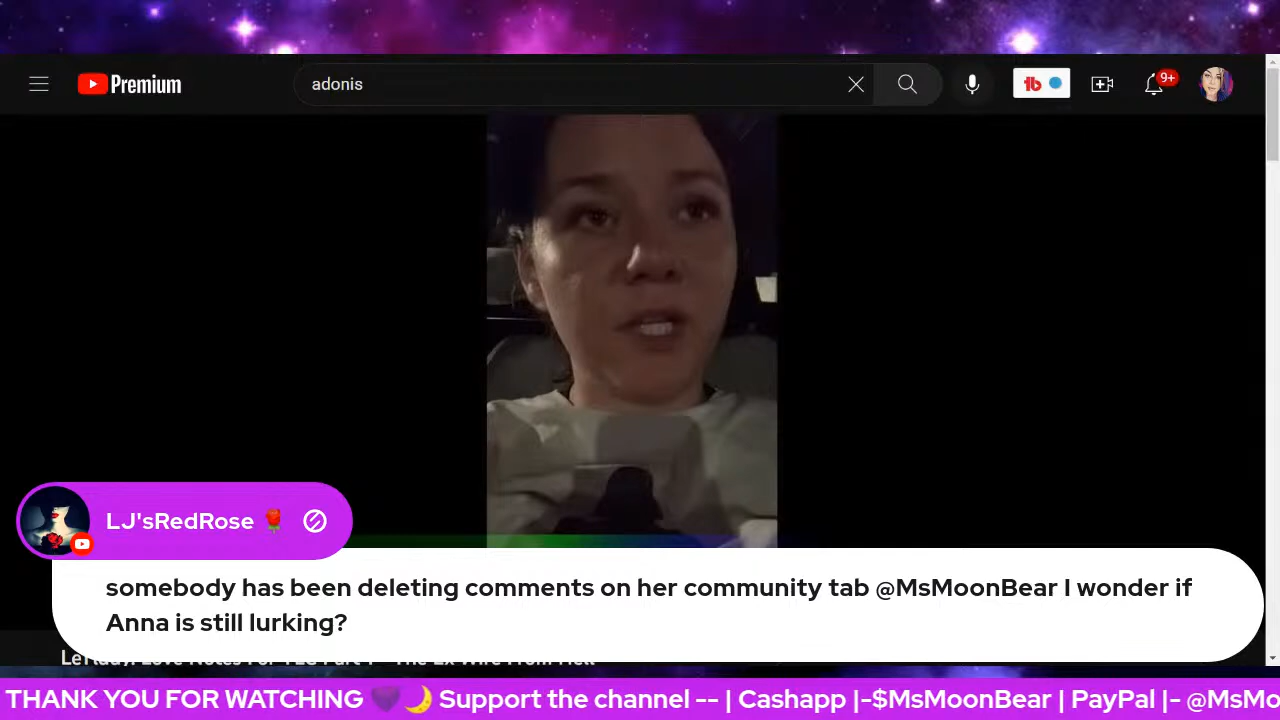 Premium
adonis
9+
LJ'sRedRose 🌹
somebody has been deleting comments on her community tab @MsMoonBear I wonder if
Anna is still lurking?
THANK YOU FOR WATCHING 💜🌙 Support the channel -- | Cashapp |-$MsMoonBear | PayPal |- @MsMo